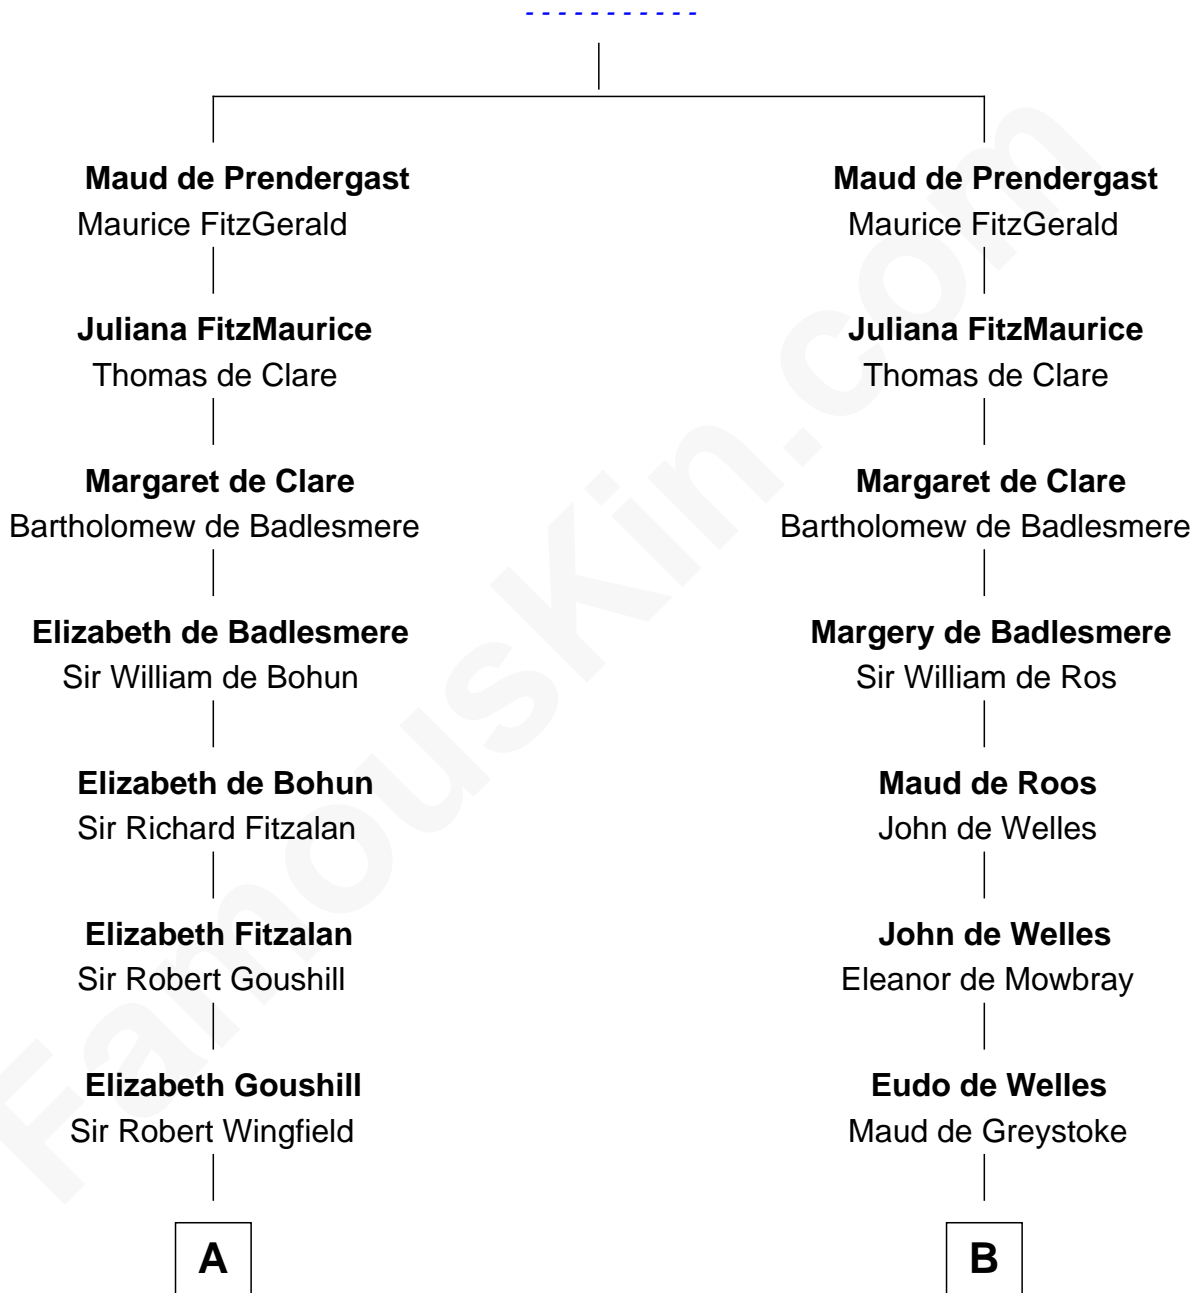 - - - - - - - - - - -
Maud de Prendergast
Maurice FitzGerald
Juliana FitzMaurice
Thomas de Clare
Margaret de Clare
Bartholomew de Badlesmere
Elizabeth de Badlesmere
Sir William de Bohun
Elizabeth de Bohun
Sir Richard Fitzalan
Elizabeth Fitzalan
Sir Robert Goushill
Elizabeth Goushill
Sir Robert Wingfield
A
Maud de Prendergast
Maurice FitzGerald
Juliana FitzMaurice
Thomas de Clare
Margaret de Clare
Bartholomew de Badlesmere
Margery de Badlesmere
Sir William de Ros
Maud de Roos
John de Welles
John de Welles
Eleanor de Mowbray
Eudo de Welles
Maud de Greystoke
B
FamousKin.com